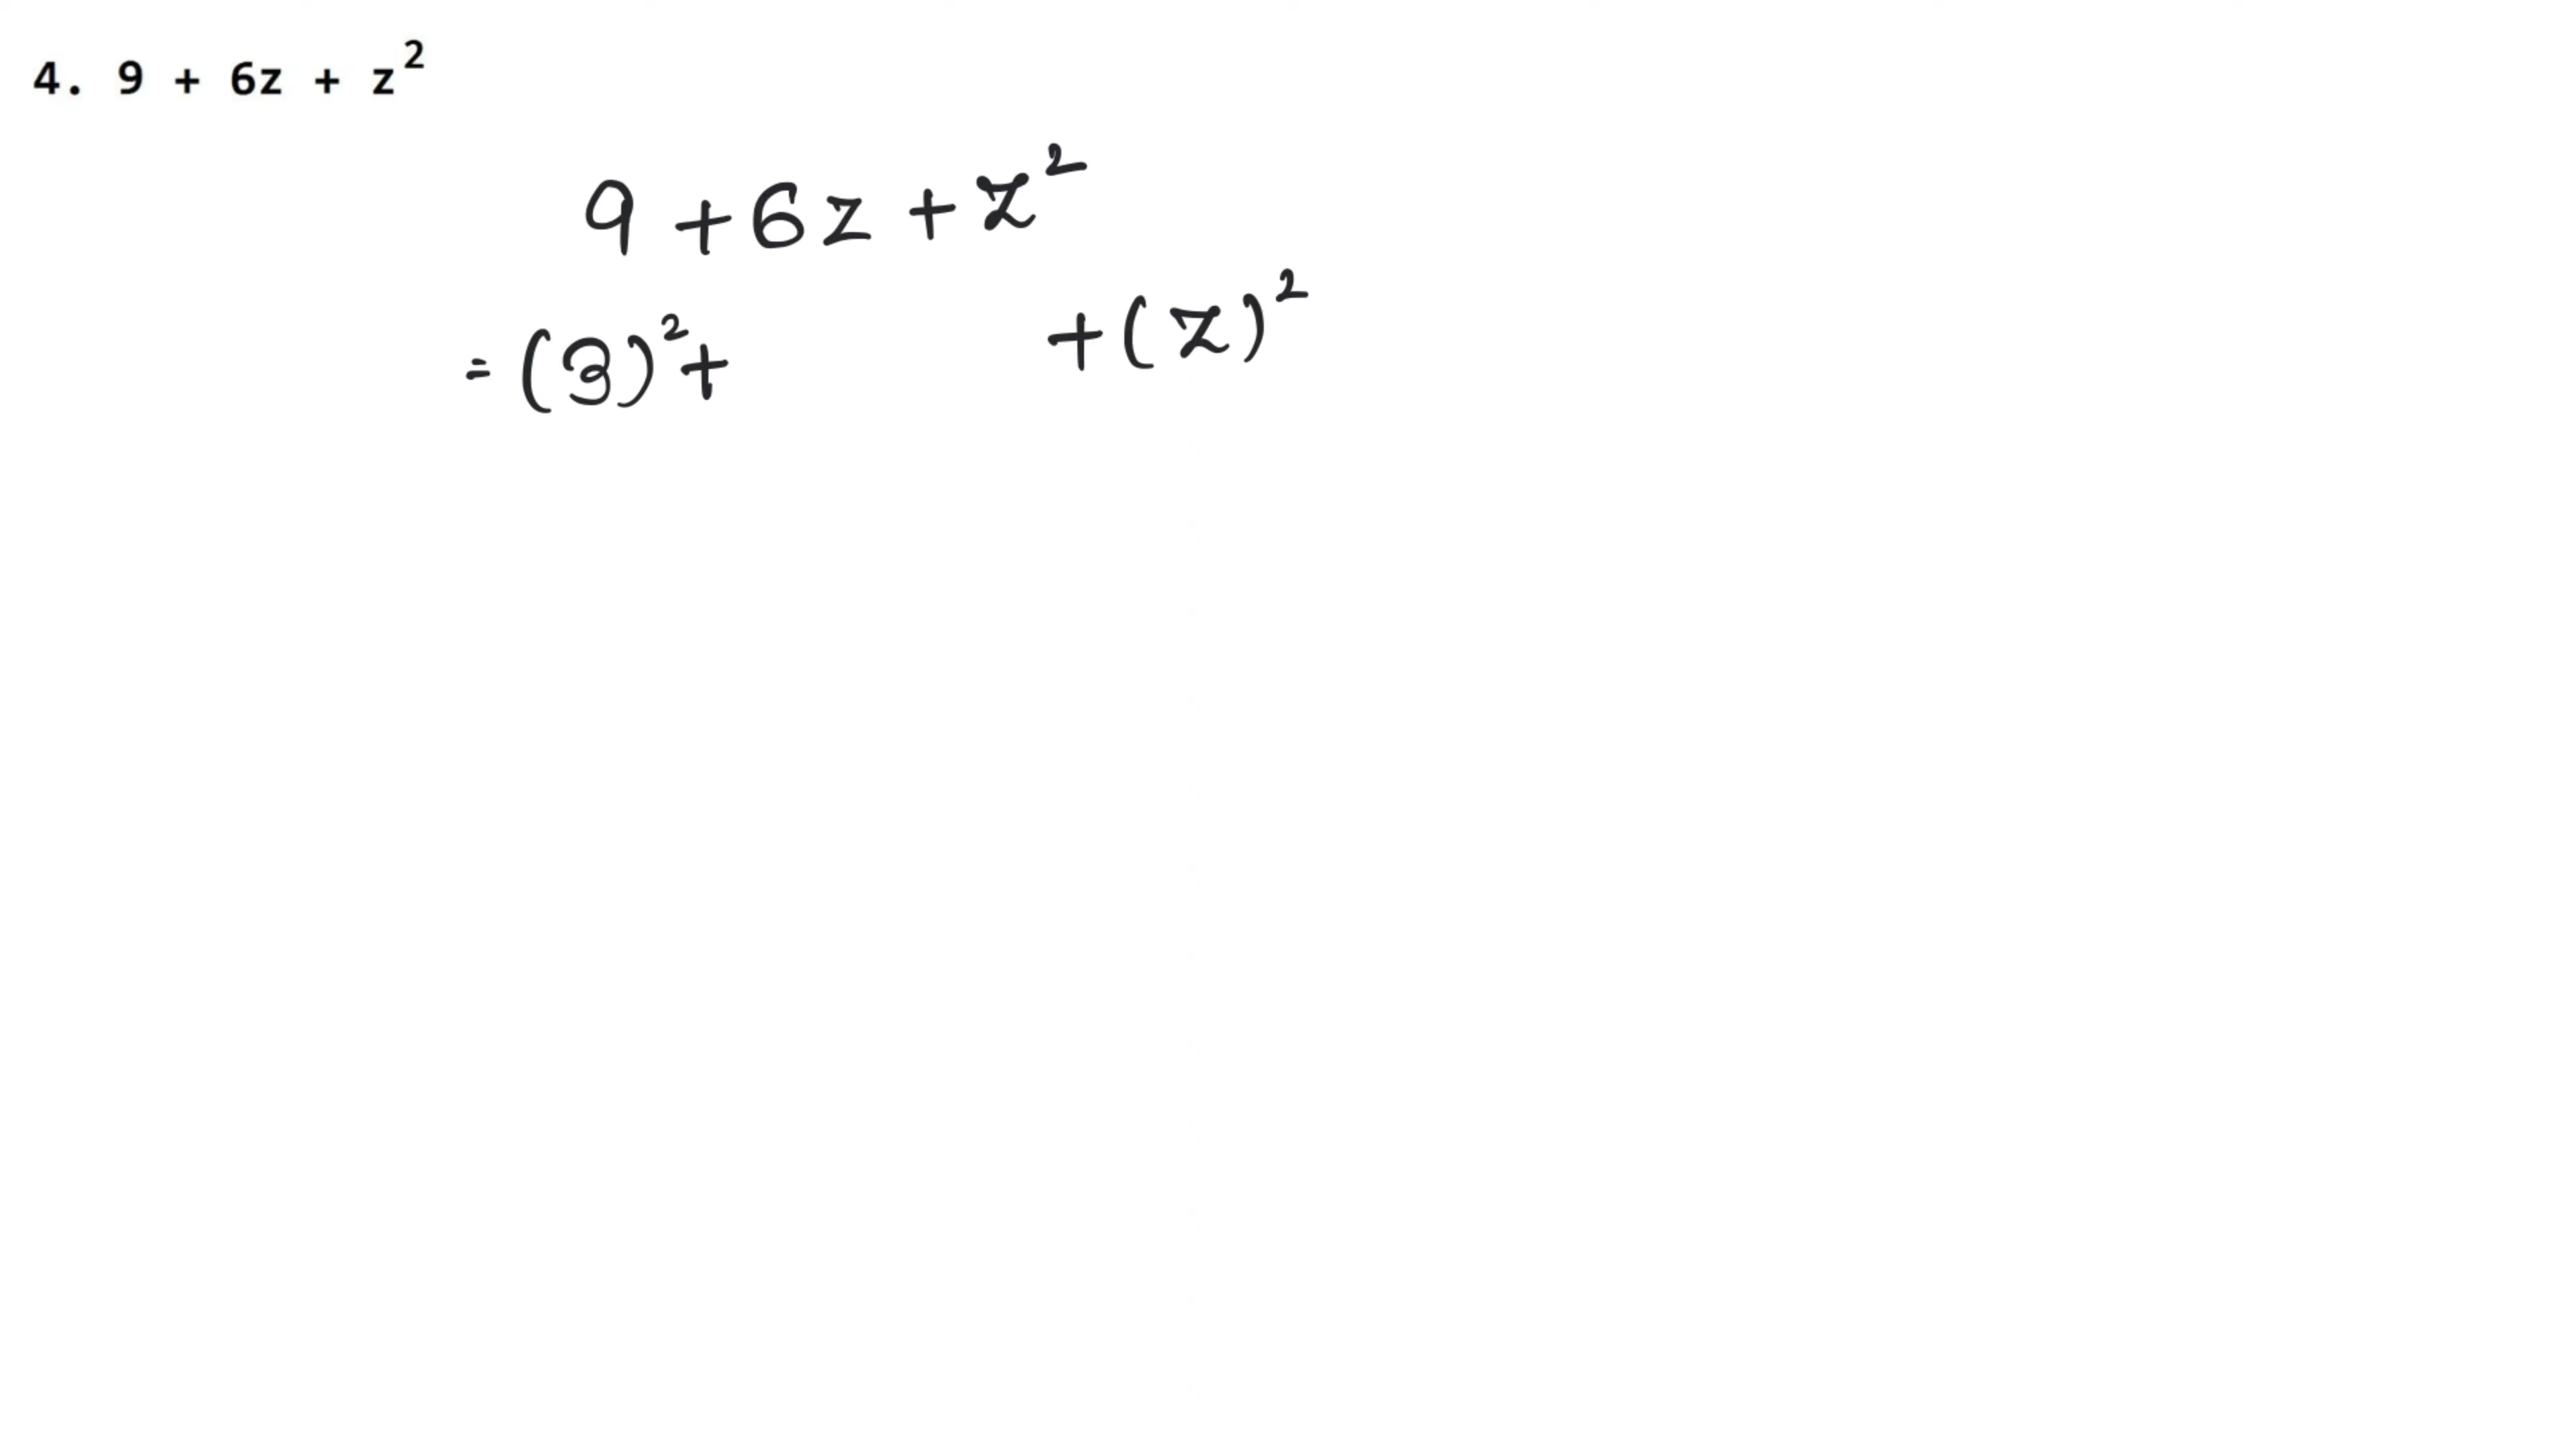 4. 9 + 6z + z²
9 + 6z + z²
= (3)² + + (z)²